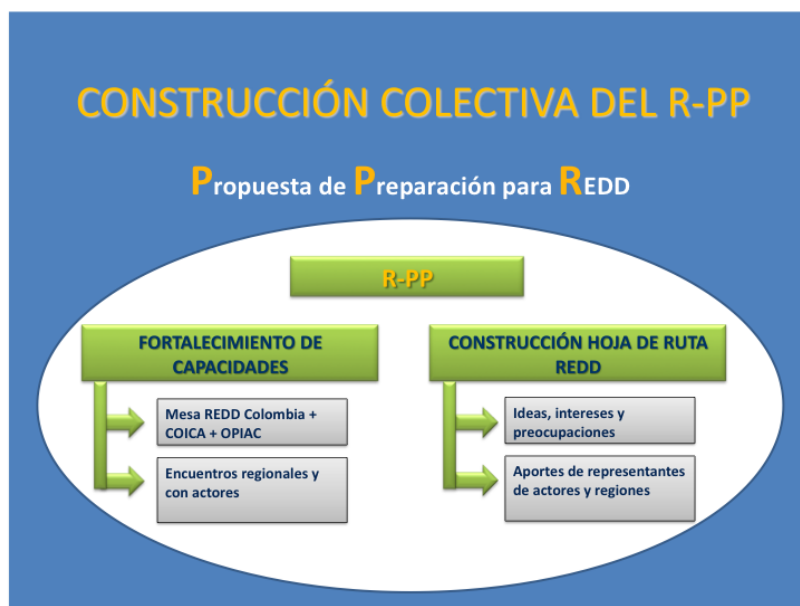 CONSTRUCCIÓN COLECTIVA DEL R-PP
Propuesta de Preparación para REDD
R-PP
FORTALECIMIENTO DE
CAPACIDADES
Mesa REDD Colombia +
COICA + OPIAC
Encuentros regionales y
con actores
CONSTRUCCIÓN HOJA DE RUTA
REDD
Ideas, intereses y
preocupaciones
Aportes de representantes
de actores y regiones